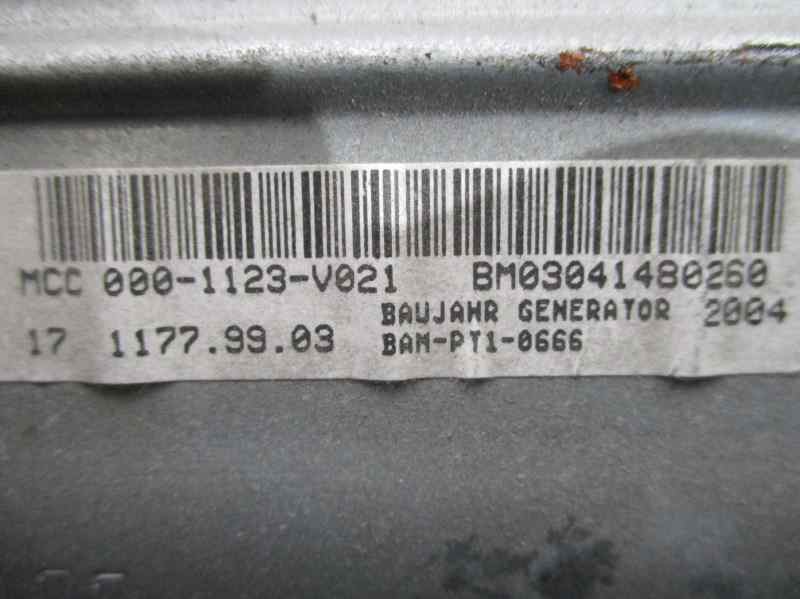 MCC 000-1123-V021 BM03041480260
BAUJAHR GENERATOR 2004
17 1177.99.03 BAM-PT1-0666